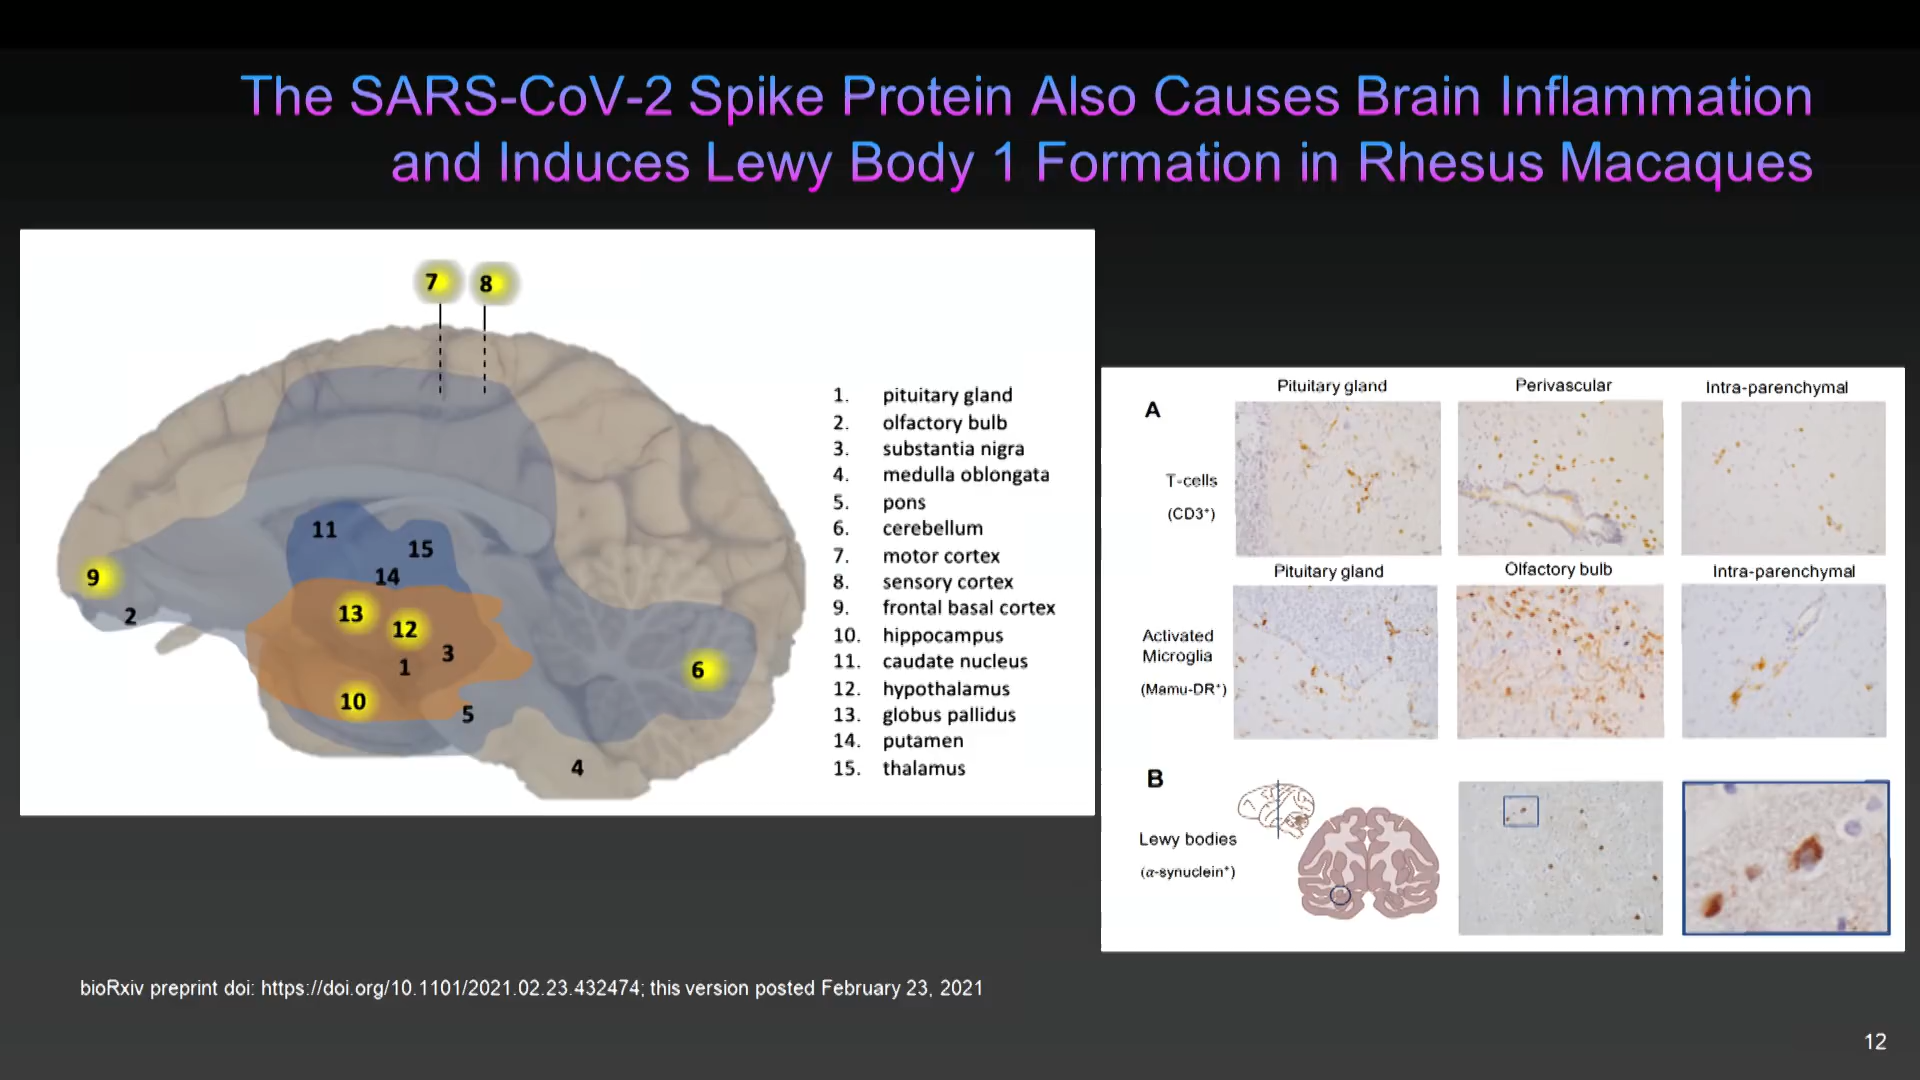 The SARS-CoV-2 Spike Protein Also Causes Brain Inflammation
and Induces Lewy Body 1 Formation in Rhesus Macaques
7 8
11
15
14
9
2
13
12
3
1
10
5
6
4
1. pituitary gland
2. olfactory bulb
3. substantia nigra
4. medulla oblongata
5. pons
6. cerebellum
7. motor cortex
8. sensory cortex
9. frontal basal cortex
10. hippocampus
11. caudate nucleus
12. hypothalamus
13. globus pallidus
14. putamen
15. thalamus
A
Pituitary gland Perivascular Intra-parenchymal
T-cells
(CD3⁺)
Pituitary gland Olfactory bulb Intra-parenchymal
Activated
Microglia
(Mamu-DR⁺)
B
Lewy bodies
(α-synuclein⁺)
bioRxiv preprint doi: https://doi.org/10.1101/2021.02.23.432474; this version posted February 23, 2021
12